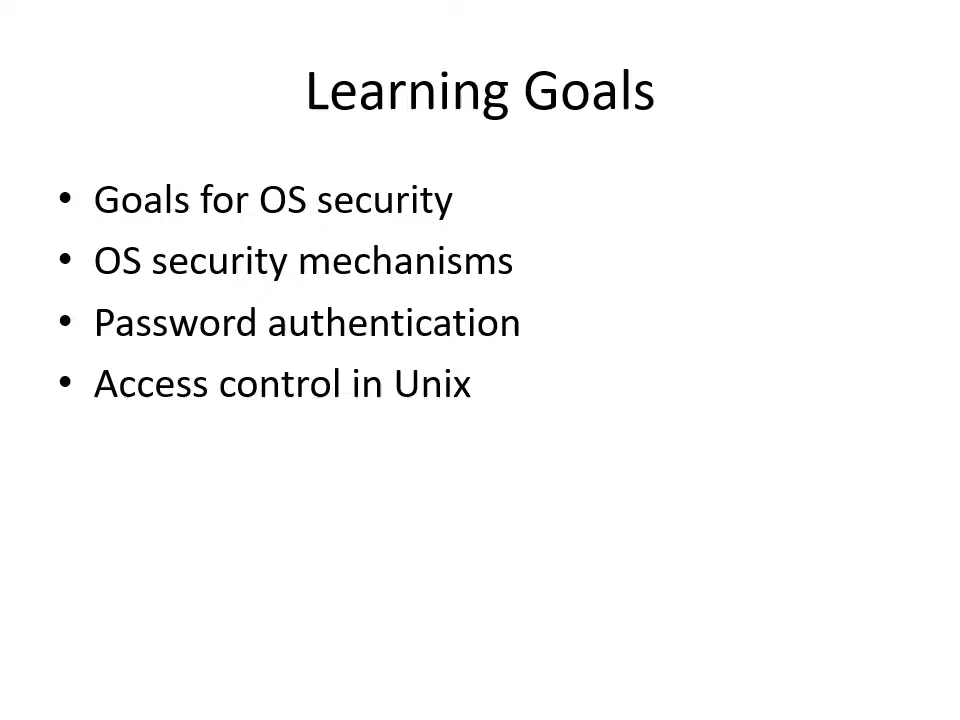 Learning Goals
• Goals for OS security
• OS security mechanisms
• Password authentication
• Access control in Unix